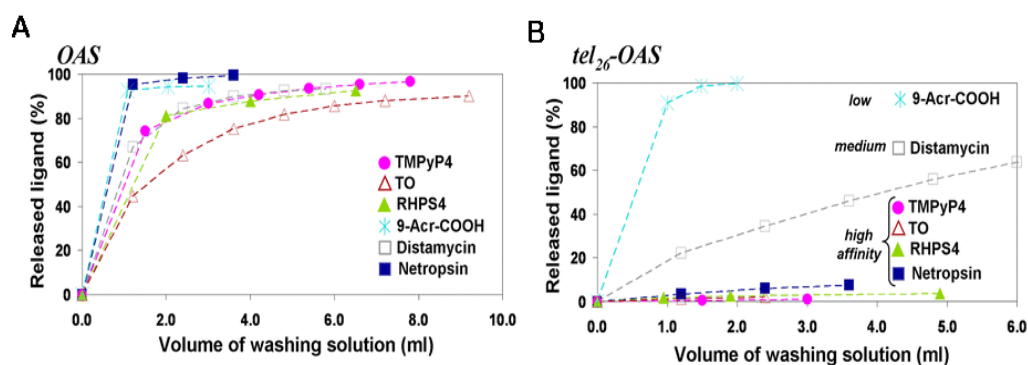 A
OAS
Released ligand (%)
100
80
60
40
20
0
0.0 2.0 4.0 6.0 8.0 10.0
Volume of washing solution (ml)
TMPyP4
TO
RHPS4
9-Acr-COOH
Distamycin
Netropsin
B
tel26-OAS
Released ligand (%)
100
80
60
40
20
0
0.0 1.0 2.0 3.0 4.0 5.0 6.0
Volume of washing solution (ml)
low 9-Acr-COOH
medium Distamycin
high affinity
TMPyP4
TO
RHPS4
Netropsin